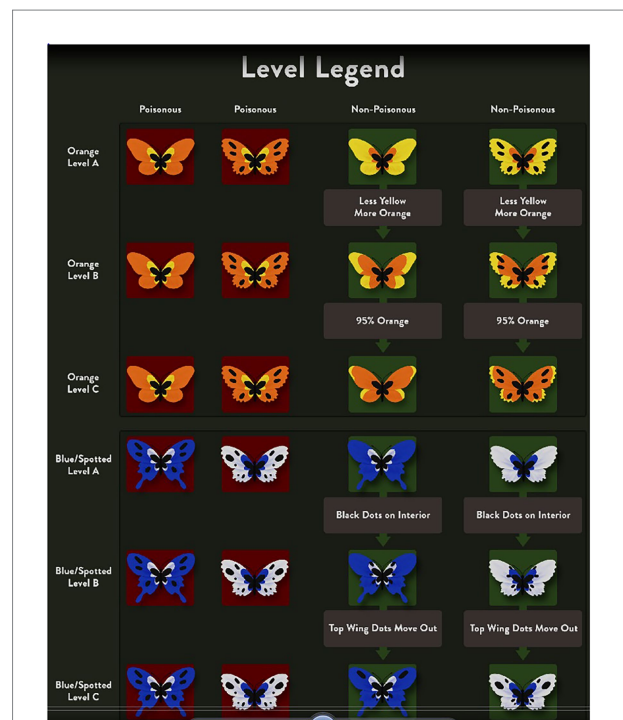 Level Legend
Poisonous Poisonous Non-Poisonous Non-Poisonous
Orange
Level A
Less Yellow
More Orange
Less Yellow
More Orange
Orange
Level B
95% Orange 95% Orange
Orange
Level C
Blue/Spotted
Level A
Black Dots on Interior Black Dots on Interior
Blue/Spotted
Level B
Top Wing Dots Move Out Top Wing Dots Move Out
Blue/Spotted
Level C